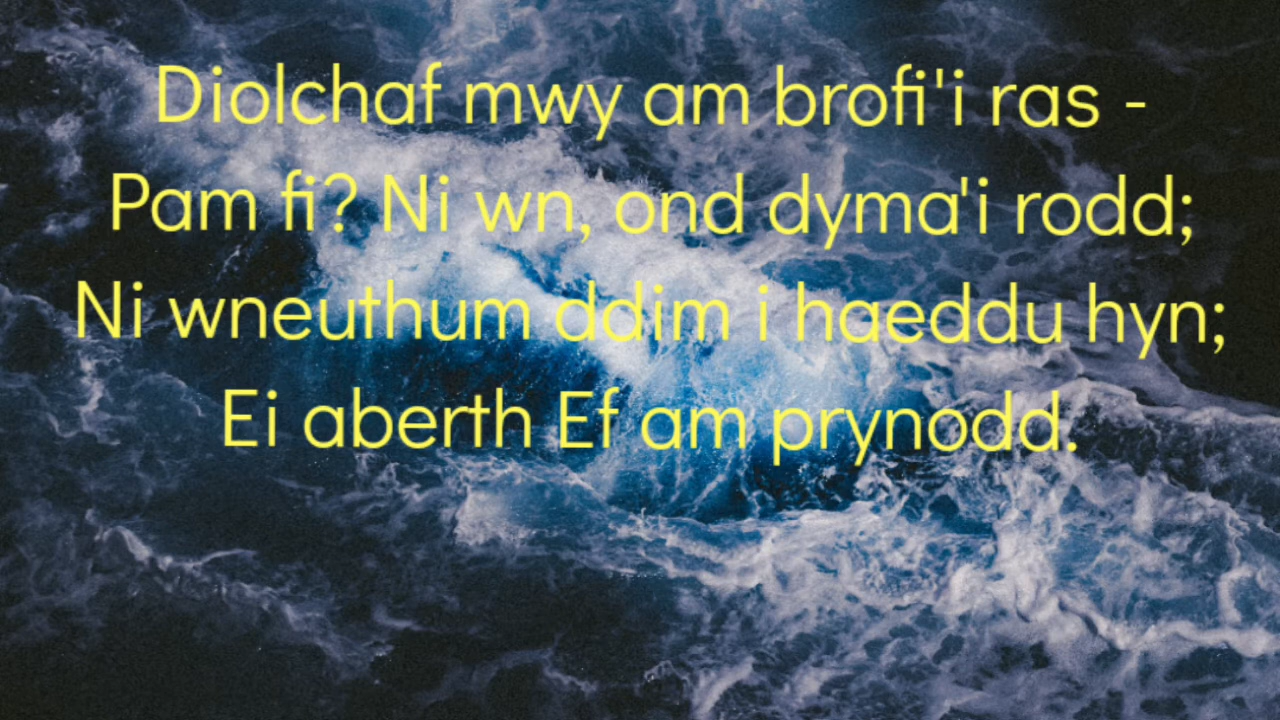 Diolchaf mwy am brofi'i ras -
Pam fi? Ni wn, ond dyma'i rodd;
Ni wneuthum ddim i haeddu hyn;
Ei aberth Ef am prynodd.